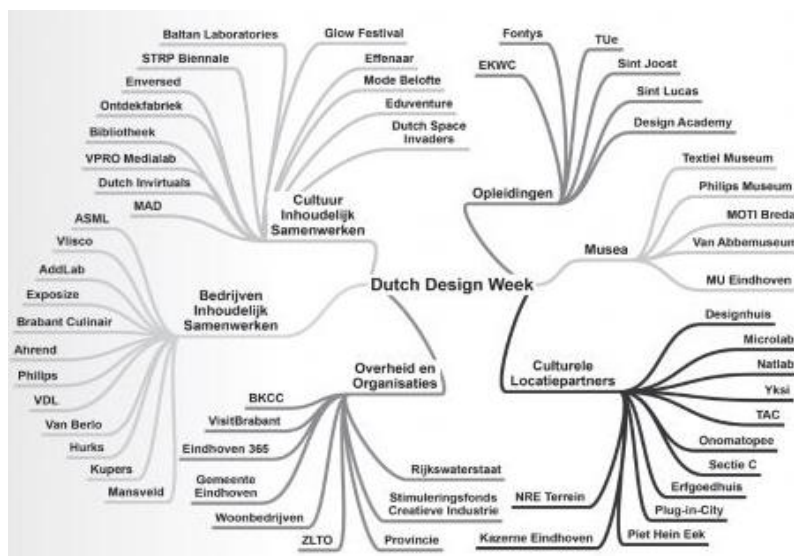 Baltan Laboratories
STRP Biennale
Enversed
Ontdekfabriek
Bibliotheek
VPRO Medialab
Dutch Invirtuals
MAD
Glow Festival
Effenaar
Mode Belofte
Eduventure
Dutch Space
Invaders
Cultuur
Inhoudelijk
Samenwerken
Fontys
EKWC
TUe
Sint Joost
Sint Lucas
Design Academy
Opleidingen
Textiel Museum
Philips Museum
MOTI Breda
Van Abbemuseum
MU Eindhoven
Musea
Dutch Design Week
ASML
Vlisco
AddLab
Exposize
Brabant Culinair
Ahrend
Philips
VDL
Van Berlo
Hurks
Kupers
Mansveld
Bedrijven
Inhoudelijk
Samenwerken
Overheid en
Organisaties
BKCC
VisitBrabant
Eindhoven 365
Gemeente
Eindhoven
Woonbedrijven
ZLTO
Rijkswaterstaat
Stimuleringsfonds
Creatieve Industrie
Provincie
Culturele
Locatiepartners
Designhuis
Microlab
Natlab
Yksi
TAC
Onomatopee
Sectie C
Erfgoedhuis
Plug-in-City
Piet Hein Eek
NRE Terrein
Kazerne Eindhoven